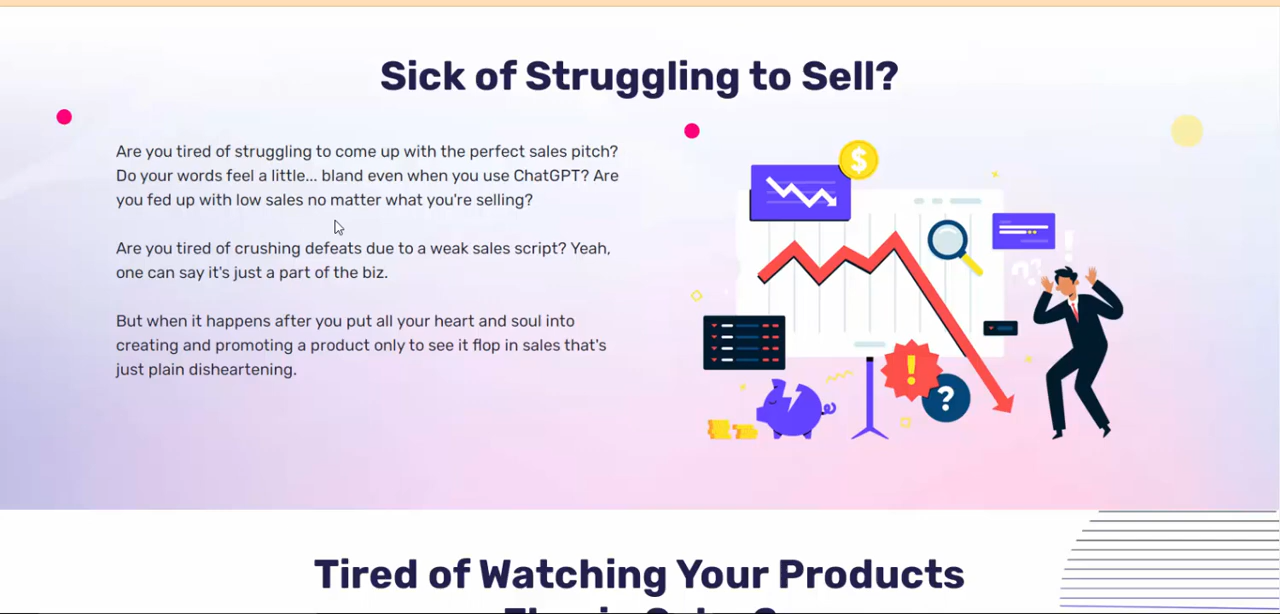 Sick of Struggling to Sell?
Are you tired of struggling to come up with the perfect sales pitch?
Do your words feel a little... bland even when you use ChatGPT? Are
you fed up with low sales no matter what you're selling?
Are you tired of crushing defeats due to a weak sales script? Yeah,
one can say it's just a part of the biz.
But when it happens after you put all your heart and soul into
creating and promoting a product only to see it flop in sales that's
just plain disheartening.
$
!
??
!
?
Tired of Watching Your Products